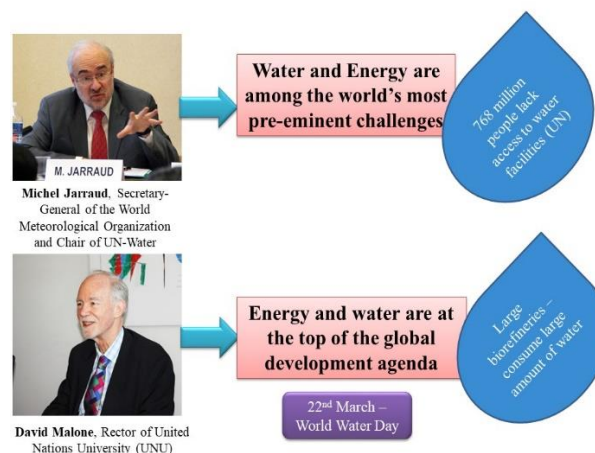 M. JARRAUD
Michel Jarraud, Secretary-
General of the World
Meteorological Organization
and Chair of UN-Water
Water and Energy are
among the world's most
pre-eminent challenges
768 million
people lack
access to water
facilities (UN)
David Malone, Rector of United
Nations University (UNU)
Energy and water are at
the top of the global
development agenda
22nd March –
World Water Day
Large
biorefineries –
consume large
amount of water